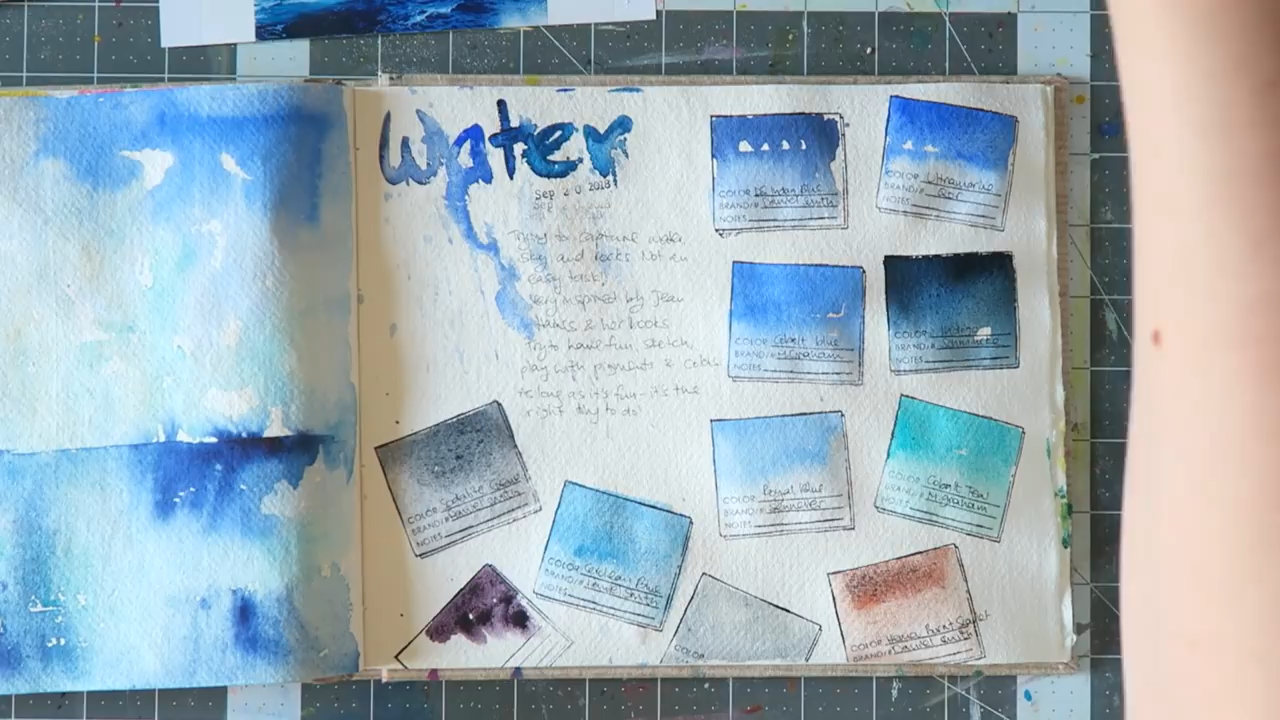 Water
Sep 20 2018
Trying to capture water
sky and rocks. Not an
easy task!
Very inspired by Jean
Haines & her books
Try to have fun, stetch,
play with pigments & colors
As long as it's fun - it's the
right thing to do!
COLOR Blue
BRAND/# Daniel Smith
NOTES
COLOR Ultramarine
BRAND/# Qor
NOTES
COLOR Cobalt blue
BRAND/# M.Graham
NOTES
COLOR Indigo
BRAND/# Sennelier
NOTES
COLOR Sodalite Genuine
BRAND/# Daniel Smith
NOTES
COLOR Cerulean Blue
BRAND/# Daniel Smith
NOTES
COLOR Royal Blue
BRAND/# Sennelier
NOTES
COLOR Cobalt Teal
BRAND/# M.graham
NOTES
COLOR
COLOR Burnt Scarlet
BRAND/# Daniel Smith